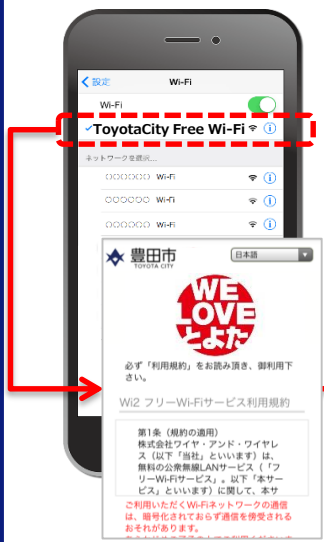 設定
Wi-Fi
Wi-Fi
ToyotaCity Free Wi-Fi
ネットワークを選択...
○○○○○○ Wi-Fi
○○○○○○ Wi-Fi
○○○○○○ Wi-Fi
豊田市
TOYOTA CITY
日本語
WE
LOVE
とよた
必ず「利用規約」をお読み頂き、御利用下
さい。
Wi2 フリーWi-Fiサービス利用規約
第1条（規約の適用）
株式会社ワイヤ・アンド・ワイヤレ
ス（以下「当社」といいます）は、
無料の公衆無線LANサービス（「フ
リーWi-Fiサービス」。以下「本サー
ビス」といいます）に関して、本サ
ご利用いただくWi-Fiネットワークの通信
は、暗号化されておらず通信を傍受される
おそれがあります。